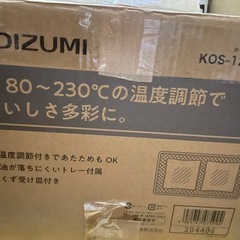 OIZUMI
KOS-12
80～230℃の温度調節で
いしさ多彩に。
温度調節付きであたためもOK
油が落ちにくいトレー付属
くず受け皿付き
204406